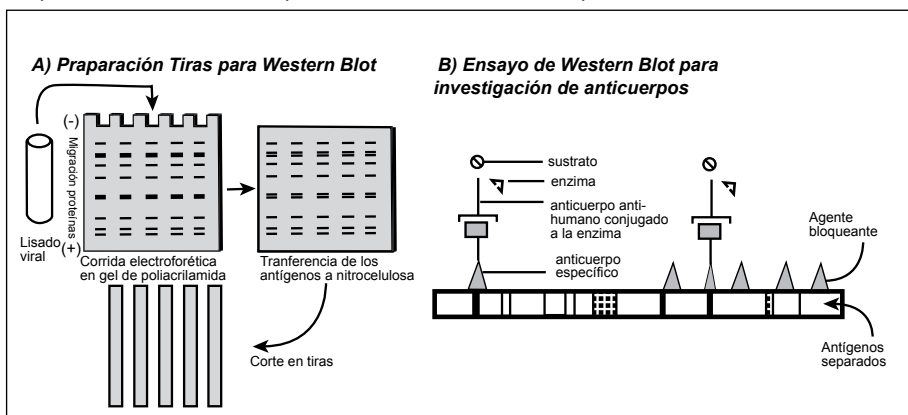 A) Praparación Tiras para Western Blot
(-)
Migración proteínas
(+)
Lisado
viral
Corrida electroforética
en gel de poliacrilamida
Tranferencia de los
antígenos a nitrocelulosa
Corte en tiras
B) Ensayo de Western Blot para
investigación de anticuerpos
sustrato
enzima
anticuerpo anti-
humano conjugado
a la enzima
anticuerpo
específico
Agente
bloqueante
Antígenos
separados